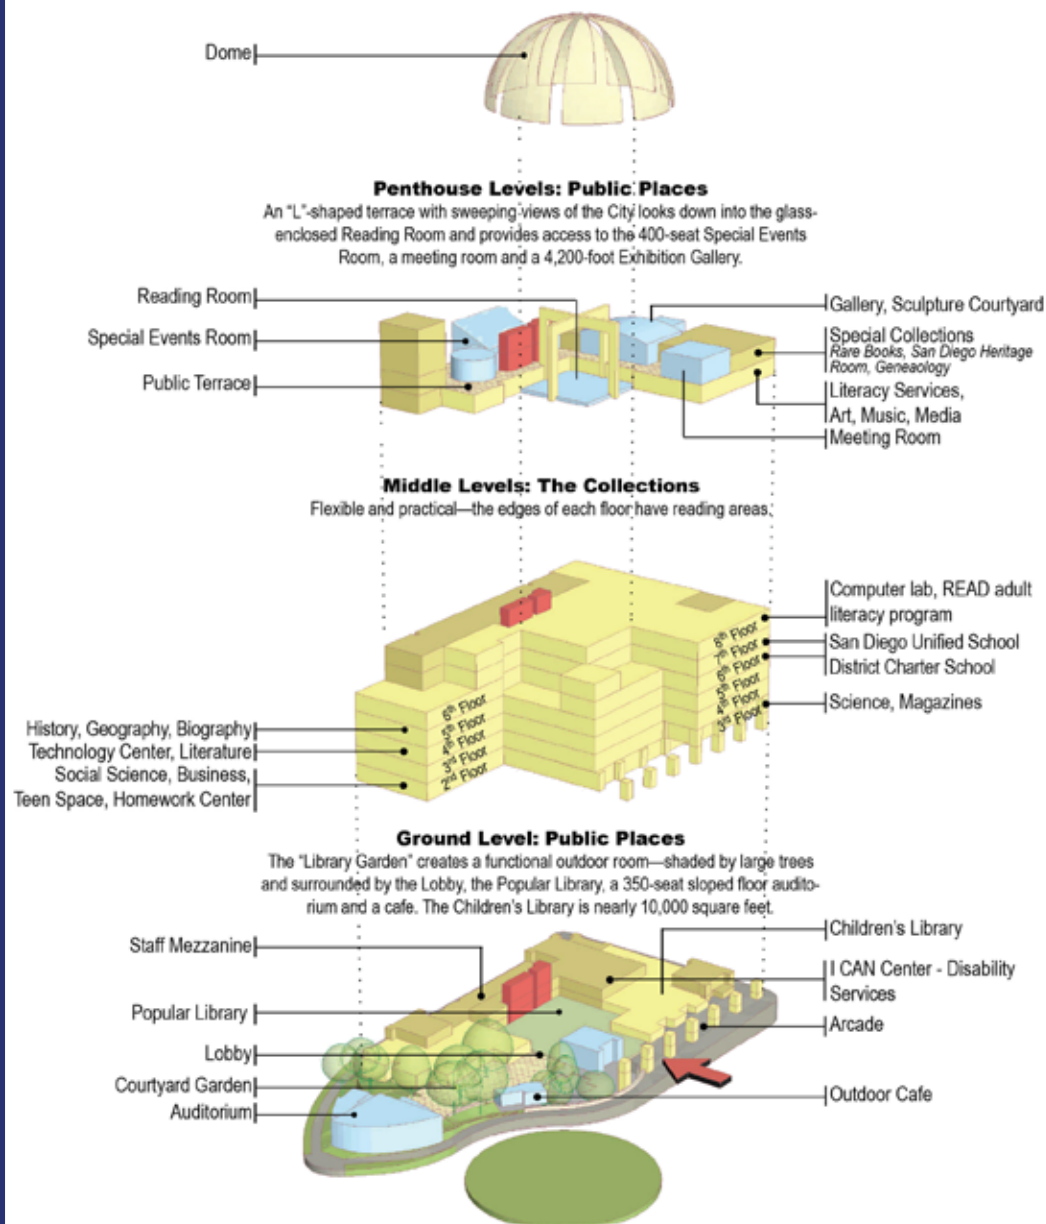 Dome
Penthouse Levels: Public Places
An "L"-shaped terrace with sweeping views of the City looks down into the glass-
enclosed Reading Room and provides access to the 400-seat Special Events
Room, a meeting room and a 4,200-foot Exhibition Gallery.
Reading Room
Special Events Room
Public Terrace
Gallery, Sculpture Courtyard
Special Collections
Rare Books, San Diego Heritage
Room, Geneaology
Literacy Services,
Art, Music, Media
Meeting Room
Middle Levels: The Collections
Flexible and practical—the edges of each floor have reading areas.
Computer lab, READ adult
literacy program
San Diego Unified School
District Charter School
Science, Magazines
8th Floor
7th Floor
6th Floor
5th Floor
4th Floor
3rd Floor
History, Geography, Biography
Technology Center, Literature
Social Science, Business,
Teen Space, Homework Center
6th Floor
5th Floor
4th Floor
3rd Floor
2nd Floor
Ground Level: Public Places
The "Library Garden" creates a functional outdoor room—shaded by large trees
and surrounded by the Lobby, the Popular Library, a 350-seat sloped floor audito-
rium and a cafe. The Children's Library is nearly 10,000 square feet.
Staff Mezzanine
Popular Library
Lobby
Courtyard Garden
Auditorium
Children's Library
I CAN Center - Disability
Services
Arcade
Outdoor Cafe